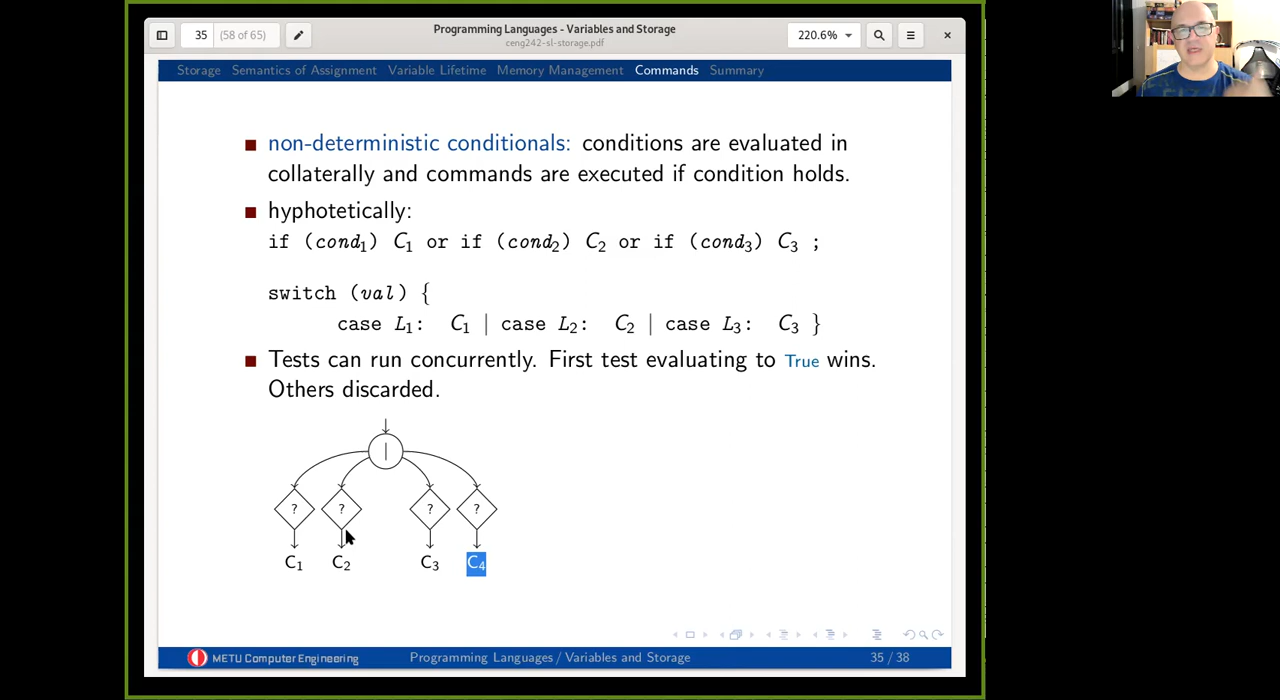 35 (58 of 65)
Programming Languages - Variables and Storage
ceng242-sl-storage.pdf
220.6%
Storage Semantics of Assignment Variable Lifetime Memory Management Commands Summary
non-deterministic conditionals: conditions are evaluated in
collaterally and commands are executed if condition holds.
hyphotetically:
if (cond1) C1 or if (cond2) C2 or if (cond3) C3 ;
switch (val) {
case L1: C1 | case L2: C2 | case L3: C3 }
Tests can run concurrently. First test evaluating to True wins.
Others discarded.
|
? ? ? ?
C1 C2 C3 C4
METU Computer Engineering Programming Languages / Variables and Storage 35 / 38